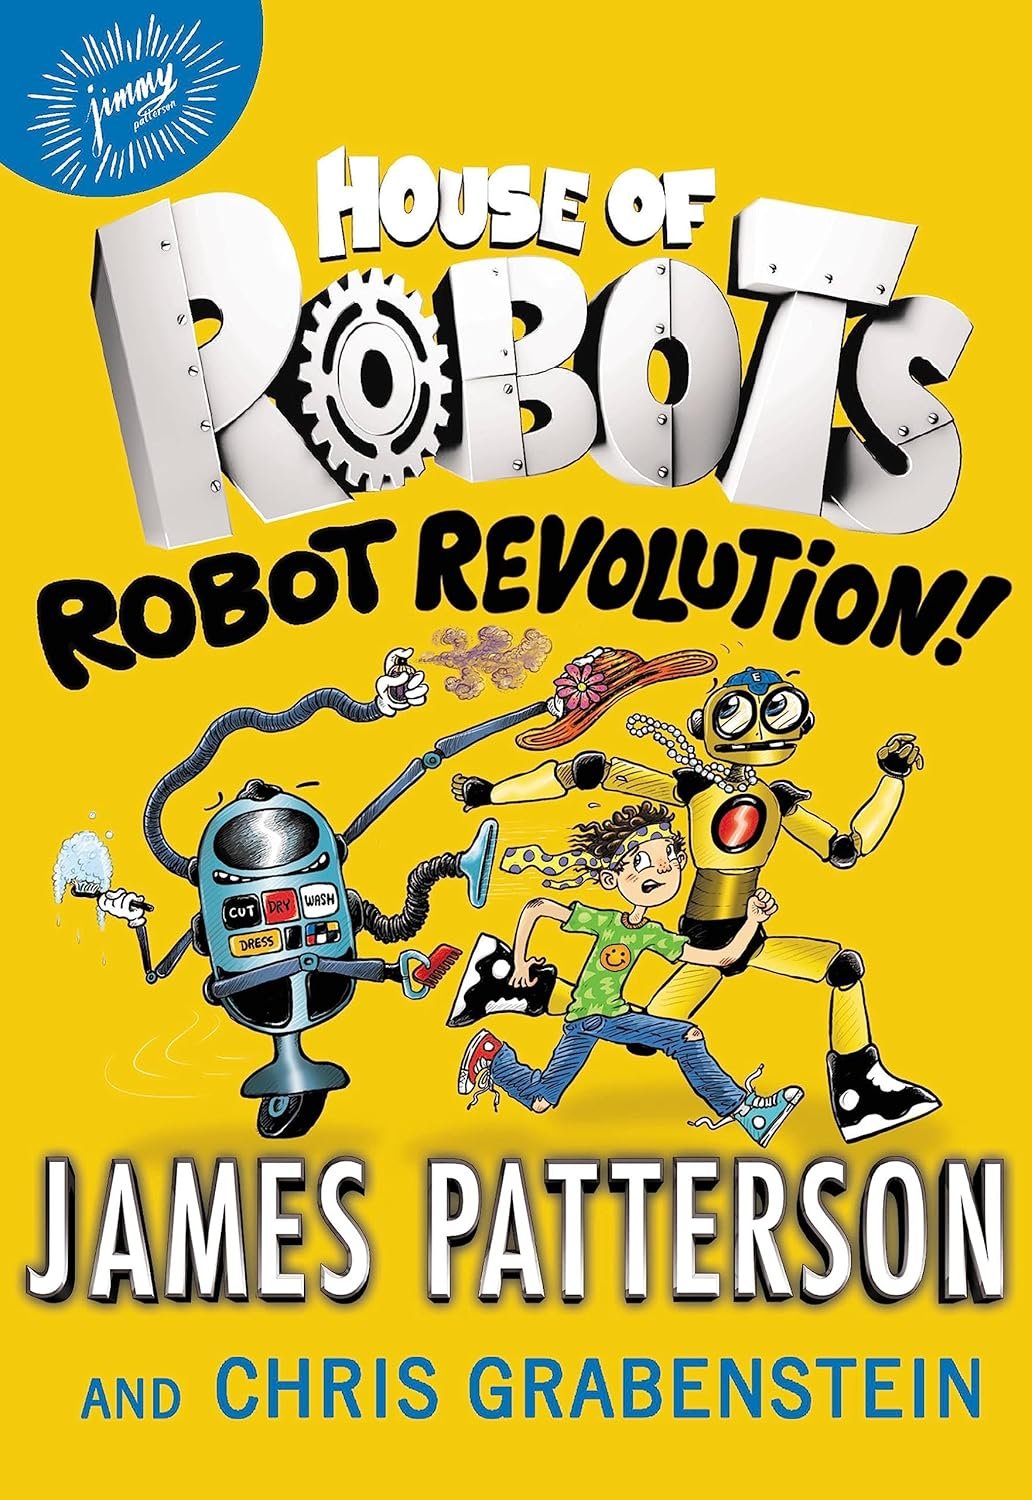 jimmy
patterson
HOUSE OF
ROBOTS
ROBOT REVOLUTION!
E
CUT DRY WASH
DRESS
JAMES PATTERSON
AND CHRIS GRABENSTEIN